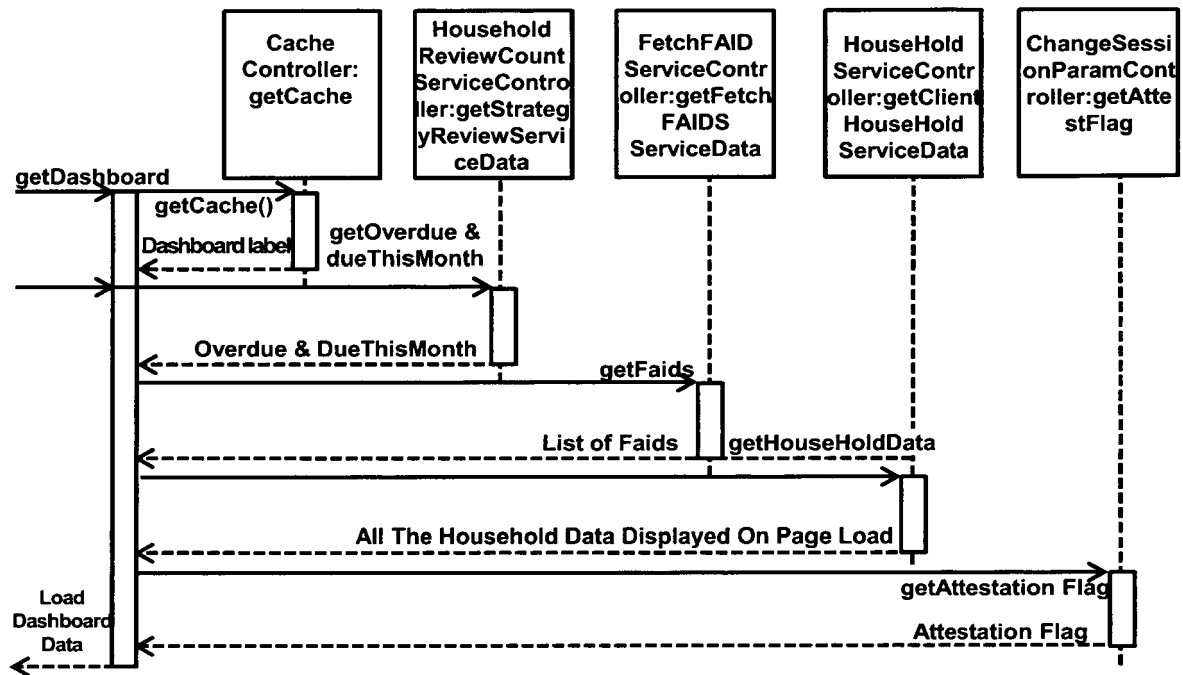 Cache
Controller:
getCache
Household
ReviewCount
ServiceContro
ller:getStrateg
yReviewServi
ceData
FetchFAID
ServiceContr
oller:getFetch
FAIDS
ServiceData
HouseHold
ServiceContr
oller:getClient
HouseHold
ServiceData
ChangeSessi
onParamCont
roller:getAtte
stFlag
getDashboard
getCache()
Dashboard label
getOverdue &
dueThisMonth
Overdue & DueThisMonth
getFaids
List of Faids
getHouseHoldData
All The Household Data Displayed On Page Load
getAttestation Flag
Attestation Flag
Load
Dashboard
Data